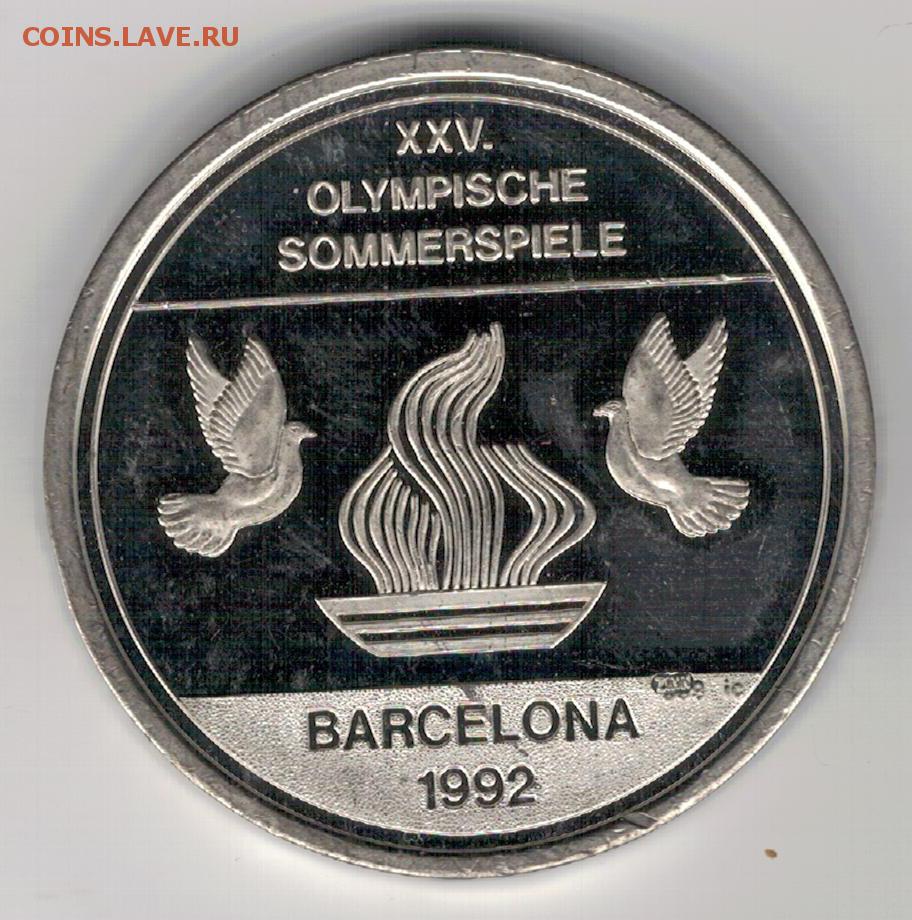 COINS.LAVE.RU
XXV.
OLYMPISCHE
SOMMERSPIELE
BARCELONA
1992